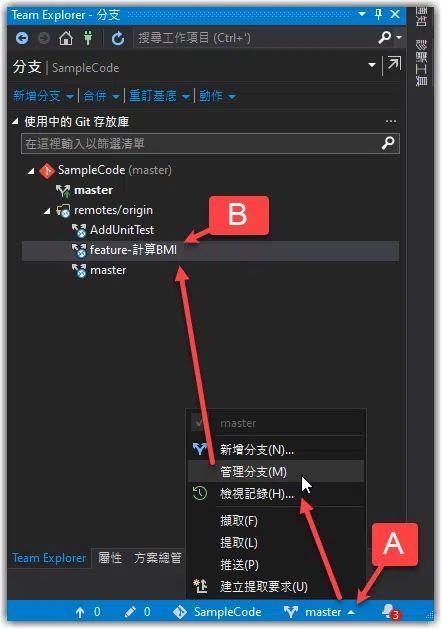 Team Explorer - 分支
搜尋工作項目 (Ctrl+')
分支 | SampleCode
新增分支 | 合併 | 重訂基底 | 動作
使用中的 Git 存放庫
在這裡輸入以篩選清單
SampleCode (master)
master
remotes/origin
AddUnitTest
feature-計算BMI
master
B
master
新增分支(N)...
管理分支(M)
檢視記錄(H)...
擷取(F)
提取(L)
推送(P)
建立提取要求(U)
A
Team Explorer 屬性 方案總管
0 0 SampleCode master 3
通知
診斷工具